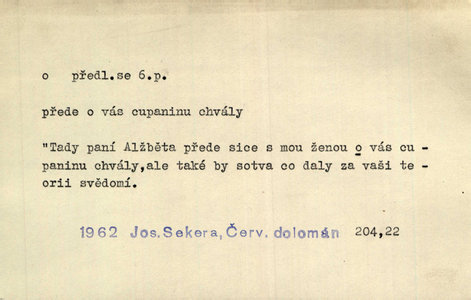 o předl.se 6.p.
přede o vás cupaninu chvály
"Tady paní Alžběta přede sice s mou ženou o vás cu -
paninu chvály,ale také by sotva co daly za vaši te -
orii svědomí.
1962 Jos. Sekera, Červ. dolomán 204,22